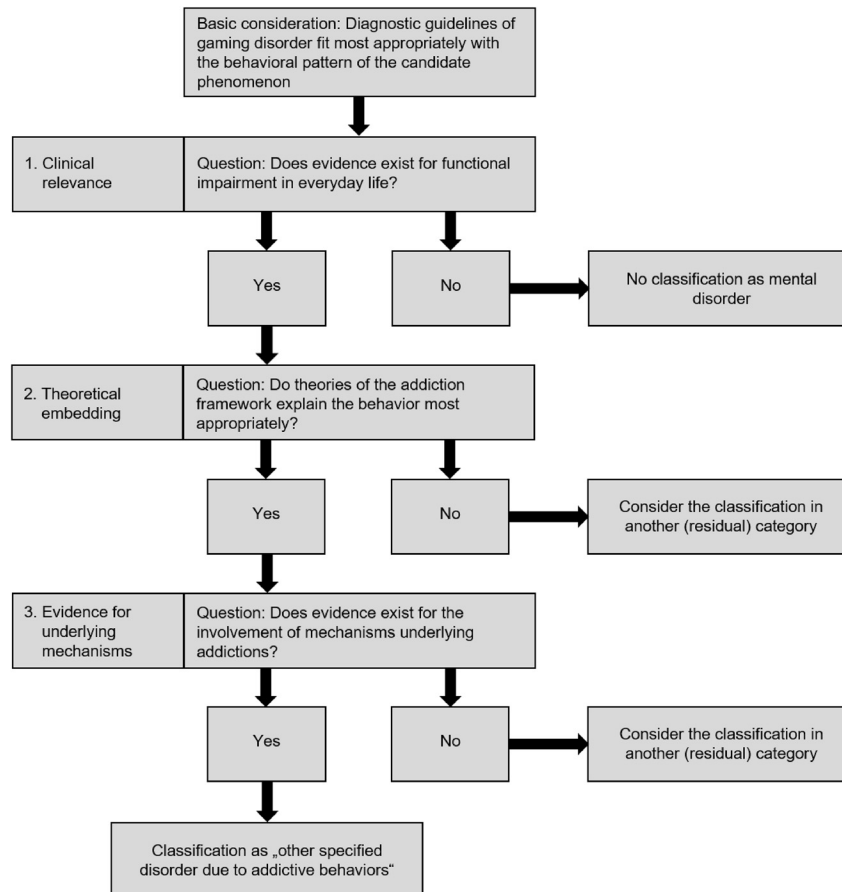 Basic consideration: Diagnostic guidelines of
gaming disorder fit most appropriately with
the behavioral pattern of the candidate
phenomenon
1. Clinical
relevance
Question: Does evidence exist for functional
impairment in everyday life?
Yes
No
No classification as mental
disorder
2. Theoretical
embedding
Question: Do theories of the addiction
framework explain the behavior most
appropriately?
Yes
No
Consider the classification in
another (residual) category
3. Evidence for
underlying
mechanisms
Question: Does evidence exist for the
involvement of mechanisms underlying
addictions?
Yes
No
Consider the classification in
another (residual) category
Classification as „other specified
disorder due to addictive behaviors“